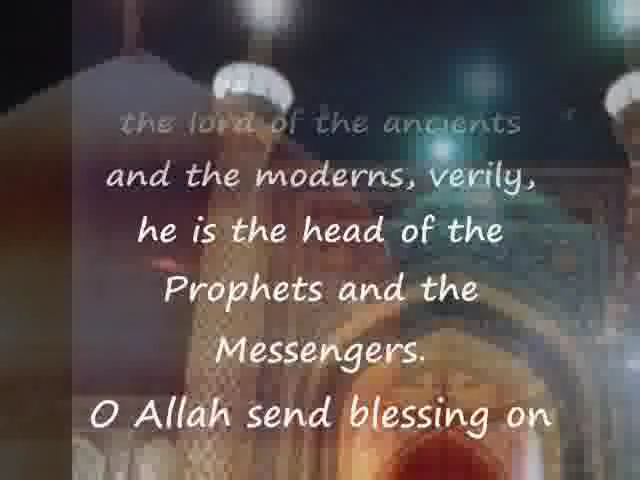 the lord of the ancients
and the moderns, verily,
he is the head of the
Prophets and the
Messengers.
O Allah send blessing on